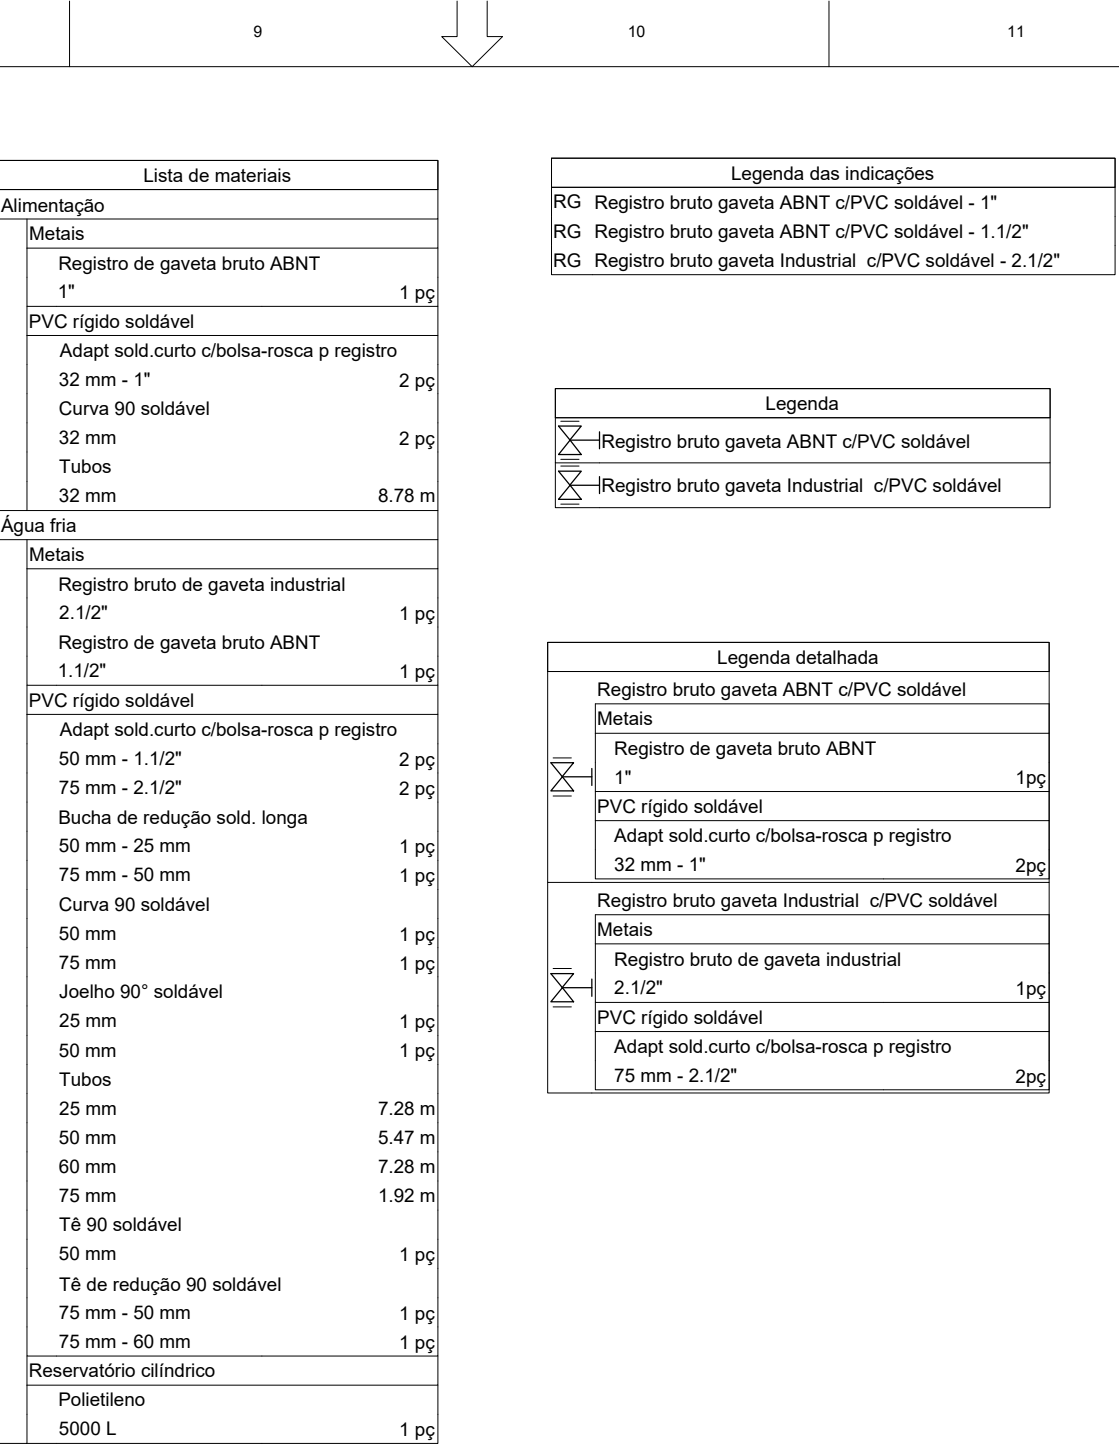 9
10
11
Lista de materiais
Alimentação
Metais
Registro de gaveta bruto ABNT
1" 1 pç
PVC rígido soldável
Adapt sold.curto c/bolsa-rosca p registro
32 mm - 1" 2 pç
Curva 90 soldável
32 mm 2 pç
Tubos
32 mm 8.78 m
Água fria
Metais
Registro bruto de gaveta industrial
2.1/2" 1 pç
Registro de gaveta bruto ABNT
1.1/2" 1 pç
PVC rígido soldável
Adapt sold.curto c/bolsa-rosca p registro
50 mm - 1.1/2" 2 pç
75 mm - 2.1/2" 2 pç
Bucha de redução sold. longa
50 mm - 25 mm 1 pç
75 mm - 50 mm 1 pç
Curva 90 soldável
50 mm 1 pç
75 mm 1 pç
Joelho 90° soldável
25 mm 1 pç
50 mm 1 pç
Tubos
25 mm 7.28 m
50 mm 5.47 m
60 mm 7.28 m
75 mm 1.92 m
Tê 90 soldável
50 mm 1 pç
Tê de redução 90 soldável
75 mm - 50 mm 1 pç
75 mm - 60 mm 1 pç
Reservatório cilíndrico
Polietileno
5000 L 1 pç
Legenda das indicações
RG Registro bruto gaveta ABNT c/PVC soldável - 1"
RG Registro bruto gaveta ABNT c/PVC soldável - 1.1/2"
RG Registro bruto gaveta Industrial c/PVC soldável - 2.1/2"
Legenda
Registro bruto gaveta ABNT c/PVC soldável
Registro bruto gaveta Industrial c/PVC soldável
Legenda detalhada
Registro bruto gaveta ABNT c/PVC soldável
Metais
Registro de gaveta bruto ABNT
1" 1pç
PVC rígido soldável
Adapt sold.curto c/bolsa-rosca p registro
32 mm - 1" 2pç
Registro bruto gaveta Industrial c/PVC soldável
Metais
Registro bruto de gaveta industrial
2.1/2" 1pç
PVC rígido soldável
Adapt sold.curto c/bolsa-rosca p registro
75 mm - 2.1/2" 2pç